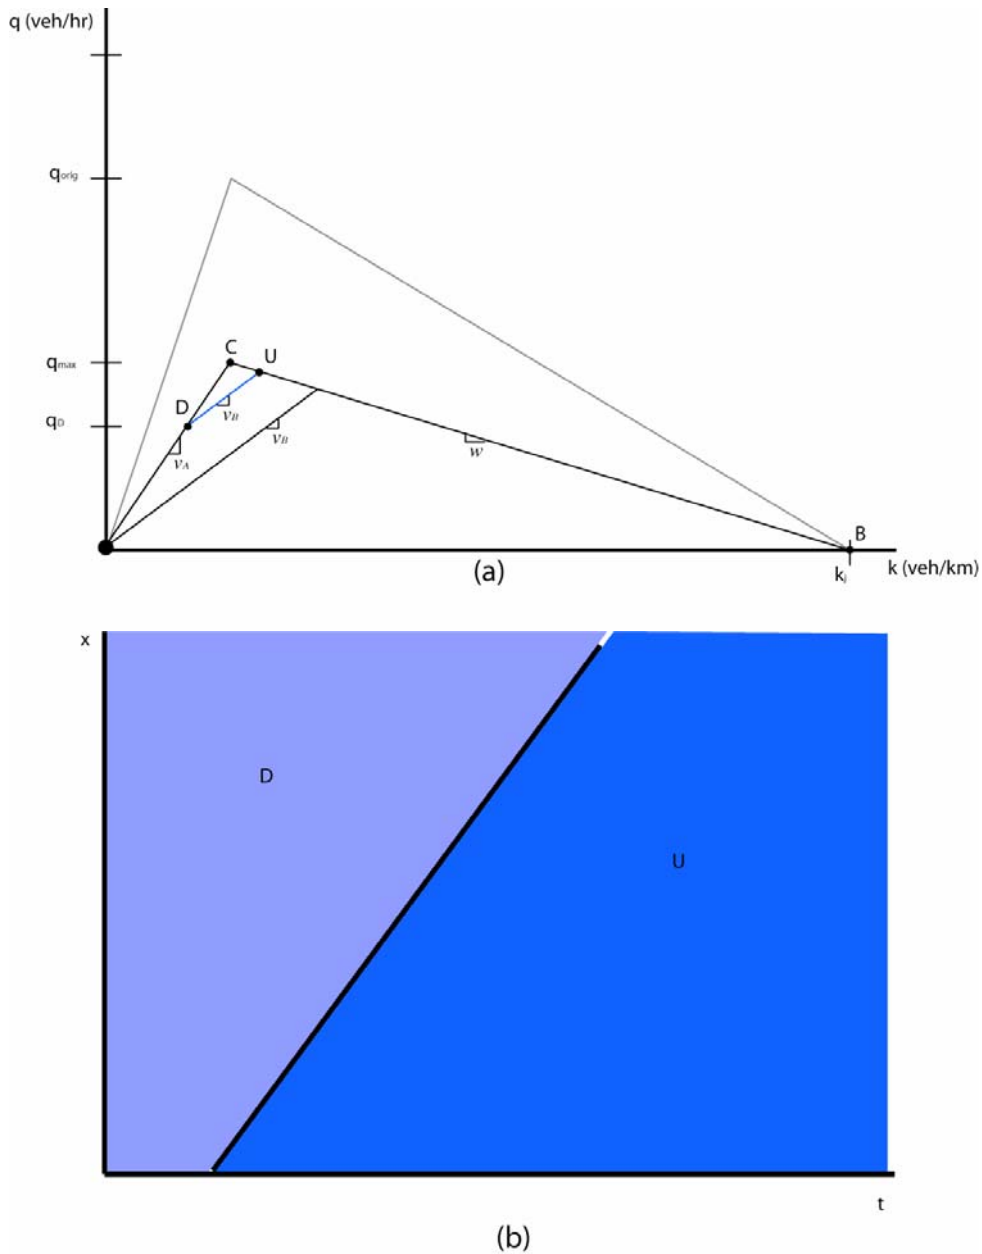 q (veh/hr)
qorig
qmax
C
U
D
qD
vB
vB
vA
w
B
kj
k (veh/km)
(a)
x
D
U
t
(b)